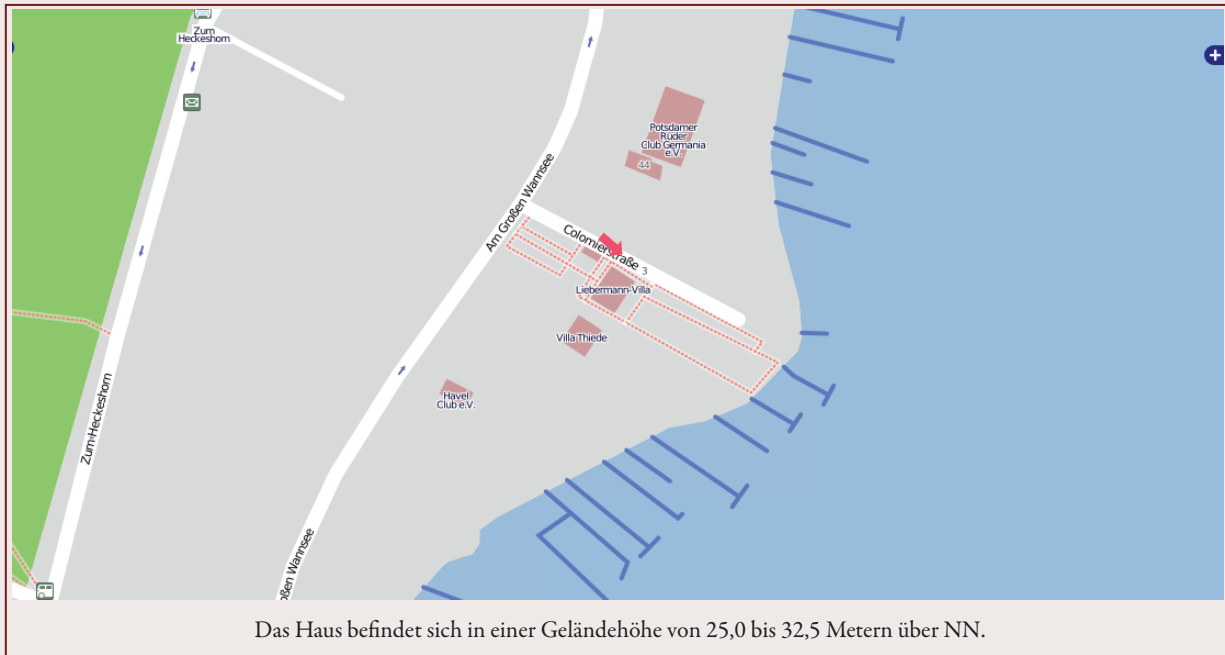 Zum
Heckeshorn
Potsdamer
Ruder
Club Germania
e.V.
44
Am Großen Wannsee
Colomierstraße
3
Liebermann-Villa
Villa Thiede
Havel
Club e.V.
Zum Heckeshorn
oßen Wannsee
Das Haus befindet sich in einer Geländehöhe von 25,0 bis 32,5 Metern über NN.